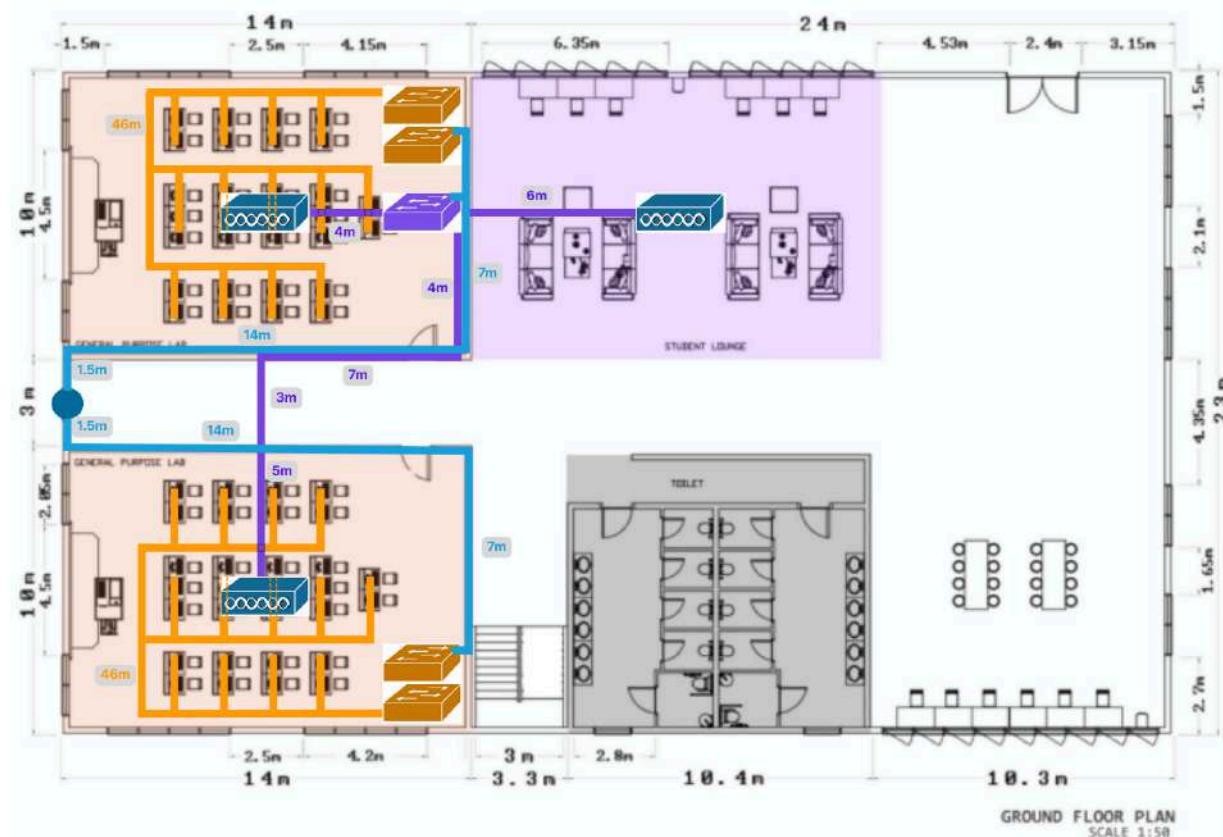 14m
24m
1.5m
2.5m
4.15m
6.35m
4.53m
2.4m
3.15m
46m
10m
4.5m
4m
6m
4m
7m
1.5m
2.1m
14m
GENERAL PURPOSE LAB
STUDENT LOUNGE
1.5m
7m
3m
3m
4.35m
23m
1.5m
14m
GENERAL PURPOSE LAB
5m
TOILET
2.05m
7m
10m
4.5m
1.65m
46m
2.7m
2.5m
4.2m
3m
2.8m
14m
3.3m
10.4m
10.3m
GROUND FLOOR PLAN
SCALE 1:50